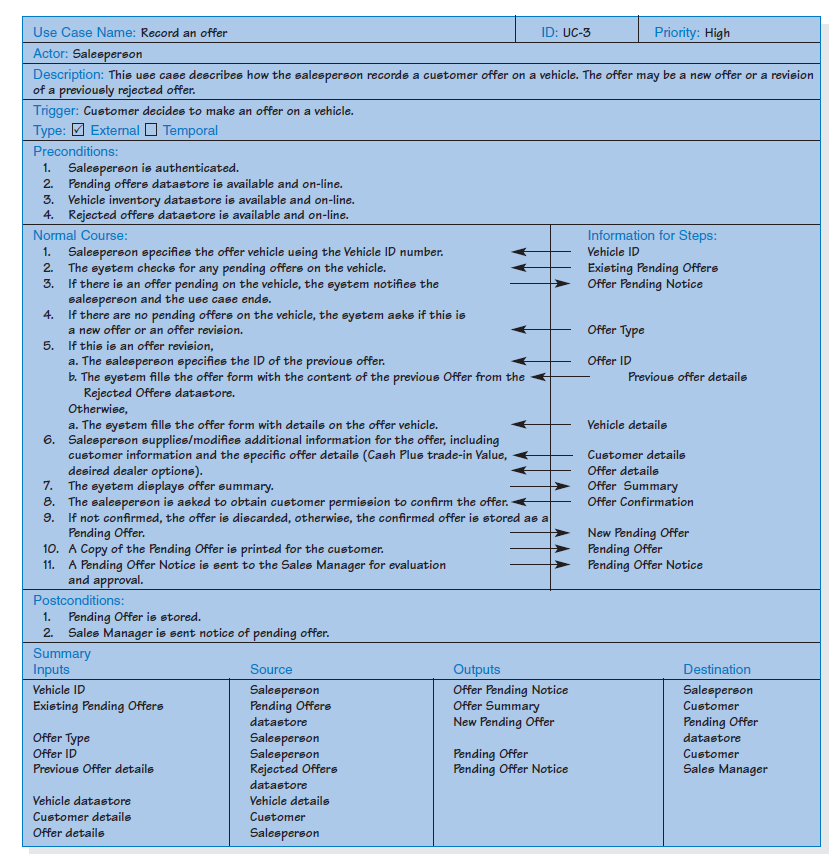 Use Case Name: Record an offer ID: UC-3 Priority: High
Actor: Salesperson
Description: This use case describes how the salesperson records a customer offer on a vehicle. The offer may be a new offer or a revision
of a previously rejected offer.
Trigger: Customer decides to make an offer on a vehicle.
Type: ☑ External ☐ Temporal
Preconditions:
1. Salesperson is authenticated.
2. Pending offers datastore is available and on-line.
3. Vehicle inventory datastore is available and on-line.
4. Rejected offers datastore is available and on-line.
Normal Course: Information for Steps:
1. Salesperson specifies the offer vehicle using the Vehicle ID number. Vehicle ID
2. The system checks for any pending offers on the vehicle. Existing Pending Offers
3. If there is an offer pending on the vehicle, the system notifies the Offer Pending Notice
salesperson and the use case ends.
4. If there are no pending offers on the vehicle, the system asks if this is
a new offer or an offer revision. Offer Type
5. If this is an offer revision,
a. The salesperson specifies the ID of the previous offer. Offer ID
b. The system fills the offer form with the content of the previous Offer from the Previous offer details
Rejected Offers datastore.
Otherwise,
a. The system fills the offer form with details on the offer vehicle. Vehicle details
6. Salesperson supplies/modifies additional information for the offer, including
customer information and the specific offer details (Cash Plus trade-in Value, Customer details
desired dealer options). Offer details
7. The system displays offer summary. Offer Summary
8. The salesperson is asked to obtain customer permission to confirm the offer. Offer Confirmation
9. If not confirmed, the offer is discarded, otherwise, the confirmed offer is stored as a
Pending Offer. New Pending Offer
10. A Copy of the Pending Offer is printed for the customer. Pending Offer
11. A Pending Offer Notice is sent to the Sales Manager for evaluation Pending Offer Notice
and approval.
Postconditions:
1. Pending Offer is stored.
2. Sales Manager is sent notice of pending offer.
Summary
Inputs Source Outputs Destination
Vehicle ID Salesperson Offer Pending Notice Salesperson
Existing Pending Offers Pending Offers Offer Summary Customer
datastore New Pending Offer Pending Offer
Offer Type Salesperson datastore
Offer ID Salesperson Pending Offer Customer
Previous Offer details Rejected Offers Pending Offer Notice Sales Manager
datastore
Vehicle datastore Vehicle details
Customer details Customer
Offer details Salesperson